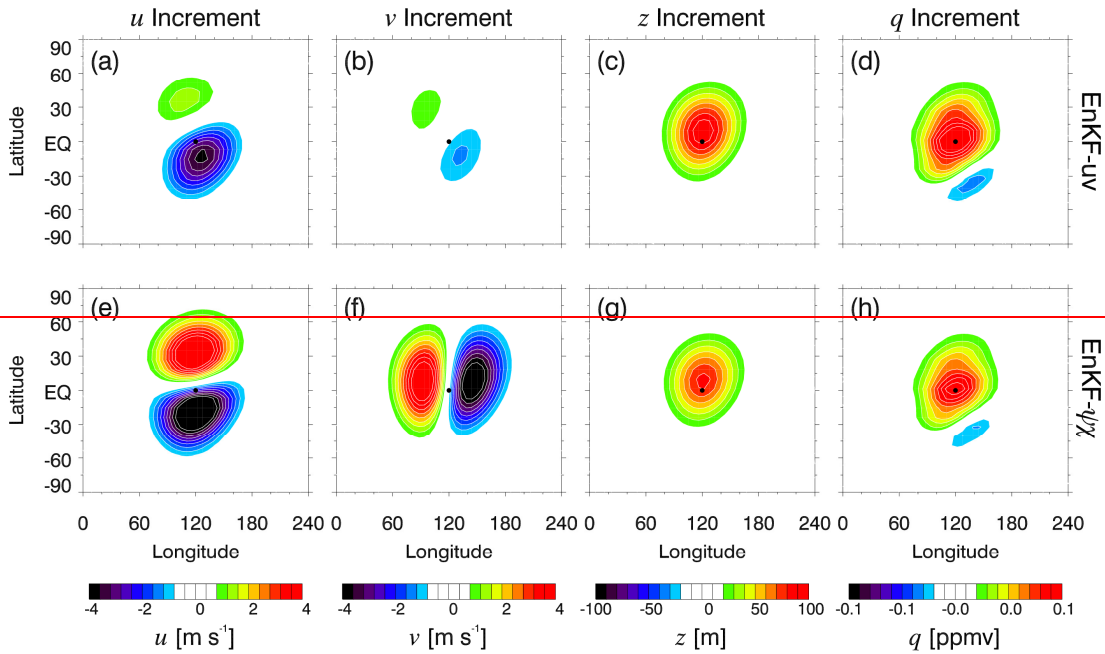 u Increment v Increment z Increment q Increment
90 (a) (b) (c) (d)
60
30
EQ
-30
-60
-90
Latitude
EnKF-uv
90 (e) (f) (g) (h)
60
30
EQ
-30
-60
-90
Latitude
EnKF-ψχ
0 60 120 180 240 0 60 120 180 240 0 60 120 180 240 0 60 120 180 240
Longitude Longitude Longitude Longitude
-4 -2 0 2 4 -4 -2 0 2 4 -100 -50 0 50 100 -0.1 -0.1 -0.0 0.0 0.1
u [m s⁻¹] v [m s⁻¹] z [m] q [ppmv]